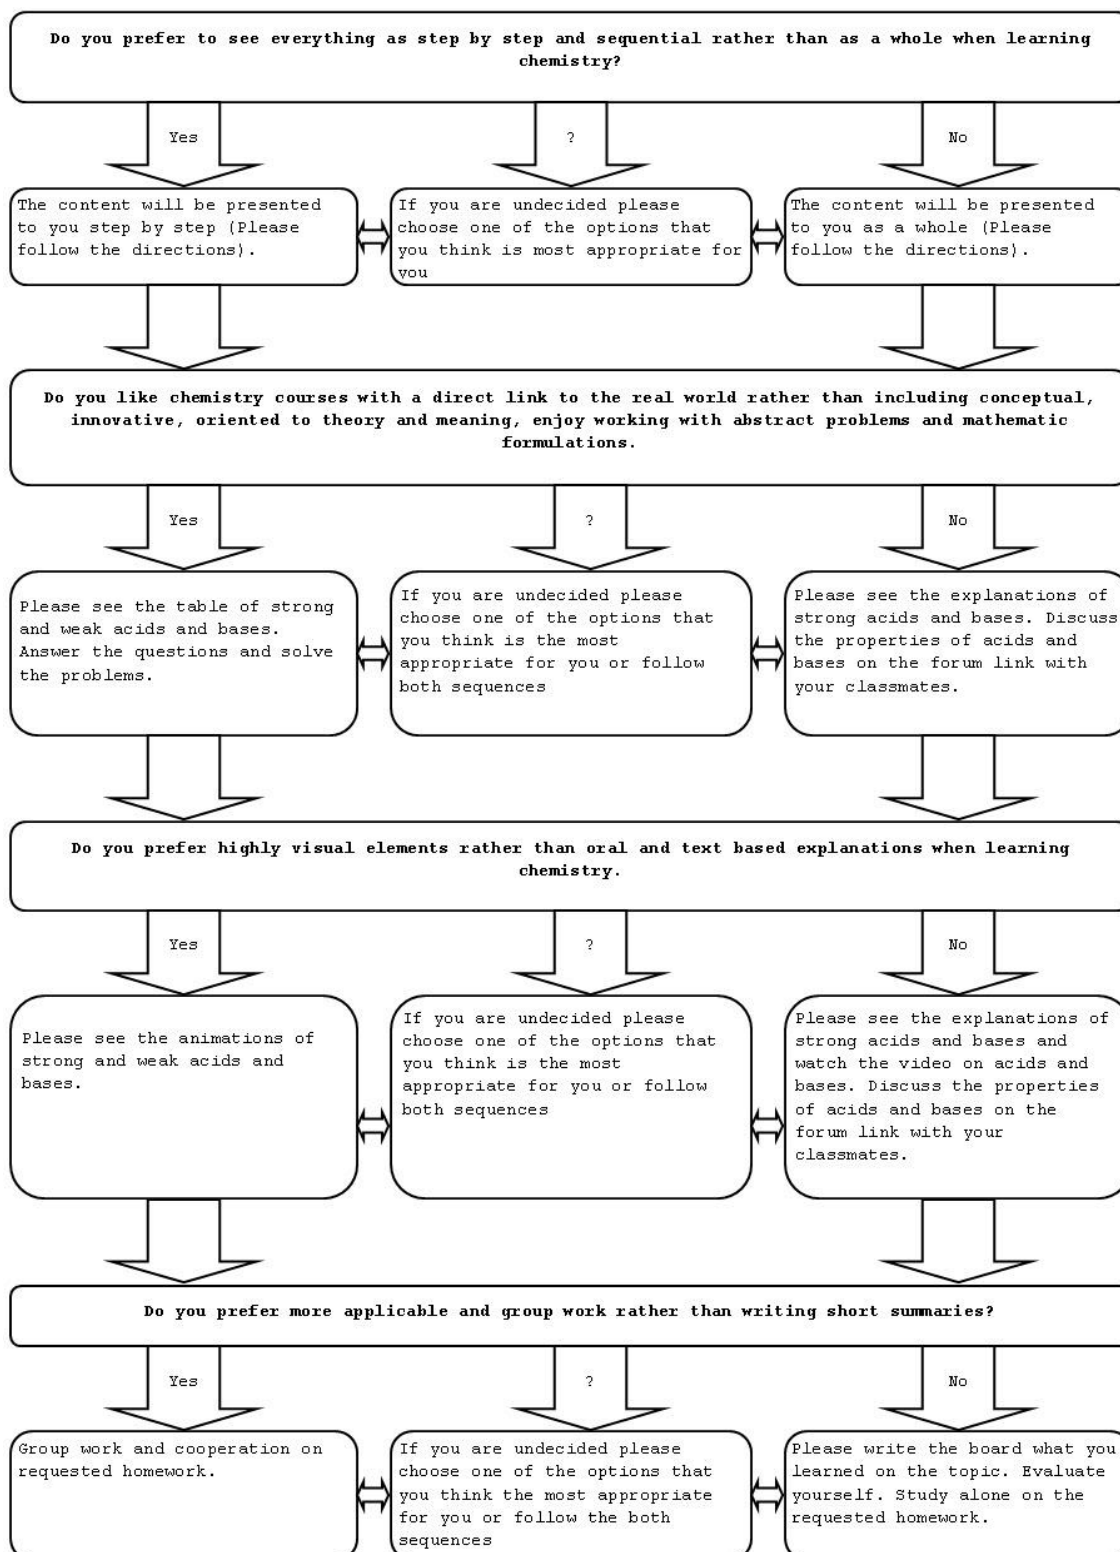 Do you prefer to see everything as step by step and sequential rather than as a whole when learning
chemistry?
Yes
?
No
The content will be presented
to you step by step (Please
follow the directions).
If you are undecided please
choose one of the options that
you think is most appropriate for
you
The content will be presented
to you as a whole (Please
follow the directions).
Do you like chemistry courses with a direct link to the real world rather than including conceptual,
innovative, oriented to theory and meaning, enjoy working with abstract problems and mathematic
formulations.
Yes
?
No
Please see the table of strong
and weak acids and bases.
Answer the questions and solve
the problems.
If you are undecided please
choose one of the options that
you think is the most
appropriate for you or follow
both sequences
Please see the explanations of
strong acids and bases. Discuss
the properties of acids and
bases on the forum link with
your classmates.
Do you prefer highly visual elements rather than oral and text based explanations when learning
chemistry.
Yes
?
No
Please see the animations of
strong and weak acids and
bases.
If you are undecided please
choose one of the options that
you think is the most
appropriate for you or follow
both sequences
Please see the explanations of
strong acids and bases and
watch the video on acids and
bases. Discuss the properties
of acids and bases on the
forum link with your
classmates.
Do you prefer more applicable and group work rather than writing short summaries?
Yes
?
No
Group work and cooperation on
requested homework.
If you are undecided please
choose one of the options that
you think the most appropriate
for you or follow the both
sequences
Please write the board what you
learned on the topic. Evaluate
yourself. Study alone on the
requested homework.